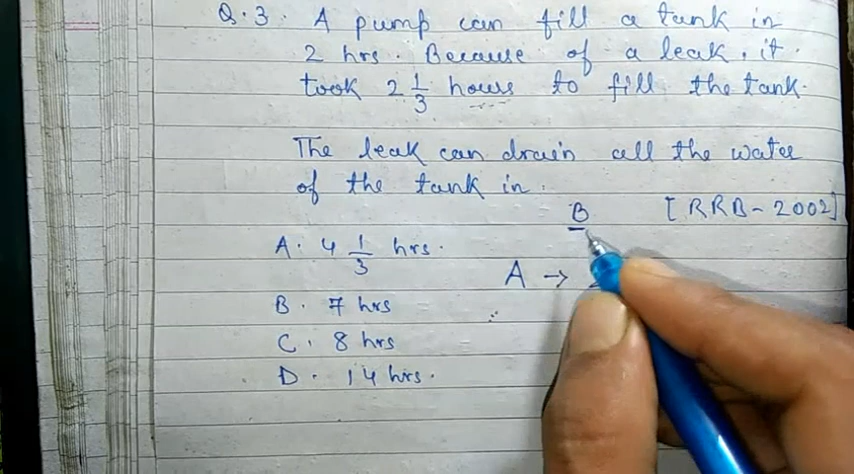 Q.3. A pump can fill a tank in
2 hrs. Because of a leak, it
took 2 1/3 hours to fill the tank.
The leak can drain all the water
of the tank in.
[RRB-2002]
B
A. 4 1/3 hrs.
A →
B. 7 hrs
C. 8 hrs
D. 14 hrs.